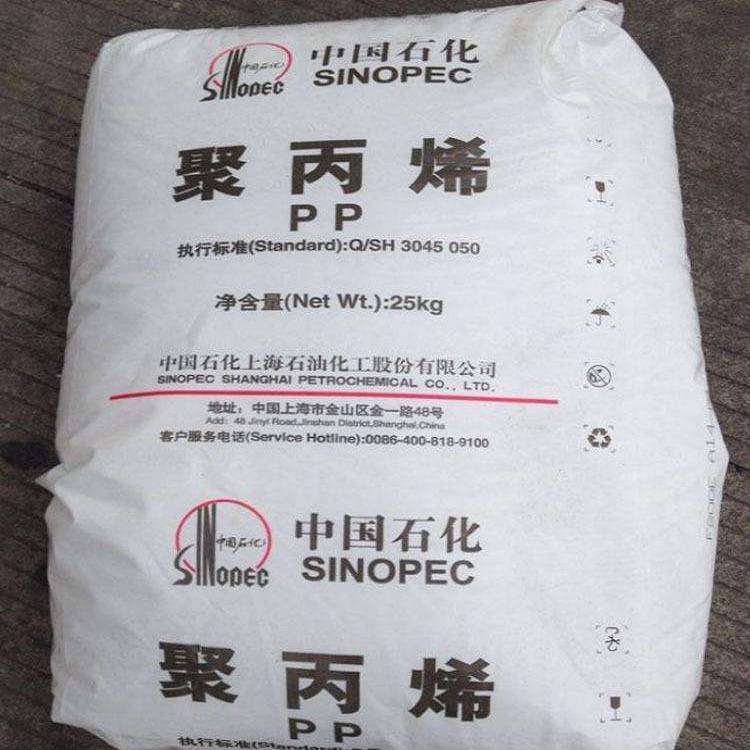 中国石化
SINOPEC
中国石化
SINOPEC
聚丙烯
PP
执行标准(Standard):Q/SH 3045 050
净含量(Net Wt.):25kg
中国石化上海石油化工股份有限公司
SINOPEC SHANGHAI PETROCHEMICAL CO., LTD.
地址：中国上海市金山区金一路48号
Add：48 Jinyi Road,Jinshan District,Shanghai,China
客户服务电话(Service Hotline):0086-400-818-9100
中国石化
SINOPEC
中国石化
SINOPEC
聚丙烯
PP
执行标准(Standard):